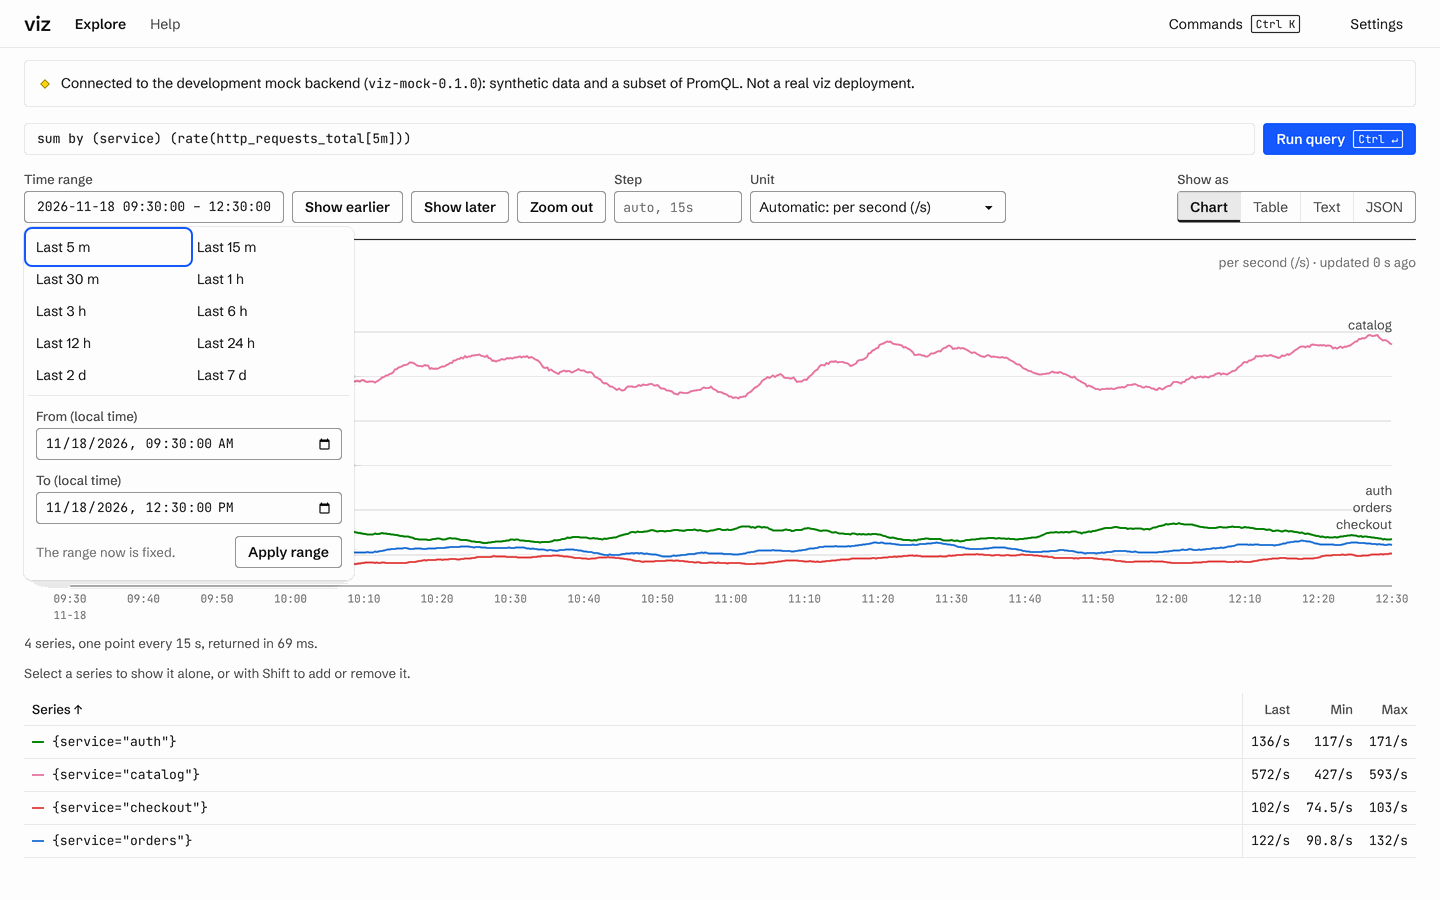 viz Explore Help Commands Ctrl K Settings
Connected to the development mock backend (viz-mock-0.1.0): synthetic data and a subset of PromQL. Not a real viz deployment.
sum by (service) (rate(http_requests_total[5m])) Run query Ctrl ↵
Time range Step Unit Show as
2026-11-18 09:30:00 – 12:30:00 Show earlier Show later Zoom out auto, 15s Automatic: per second (/s) Chart Table Text JSON
Last 5 m Last 15 m
per second (/s) · updated 0 s ago
Last 30 m Last 1 h
Last 3 h Last 6 h
catalog
Last 12 h Last 24 h
Last 2 d Last 7 d
From (local time)
11/18/2026, 09:30:00 AM
To (local time)
auth
11/18/2026, 12:30:00 PM
orders
checkout
The range now is fixed. Apply range
09:30 09:40 09:50 10:00 10:10 10:20 10:30 10:40 10:50 11:00 11:10 11:20 11:30 11:40 11:50 12:00 12:10 12:20 12:30
11-18
4 series, one point every 15 s, returned in 69 ms.
Select a series to show it alone, or with Shift to add or remove it.
Series ↑ Last Min Max
{service="auth"} 136/s 117/s 171/s
{service="catalog"} 572/s 427/s 593/s
{service="checkout"} 102/s 74.5/s 103/s
{service="orders"} 122/s 90.8/s 132/s